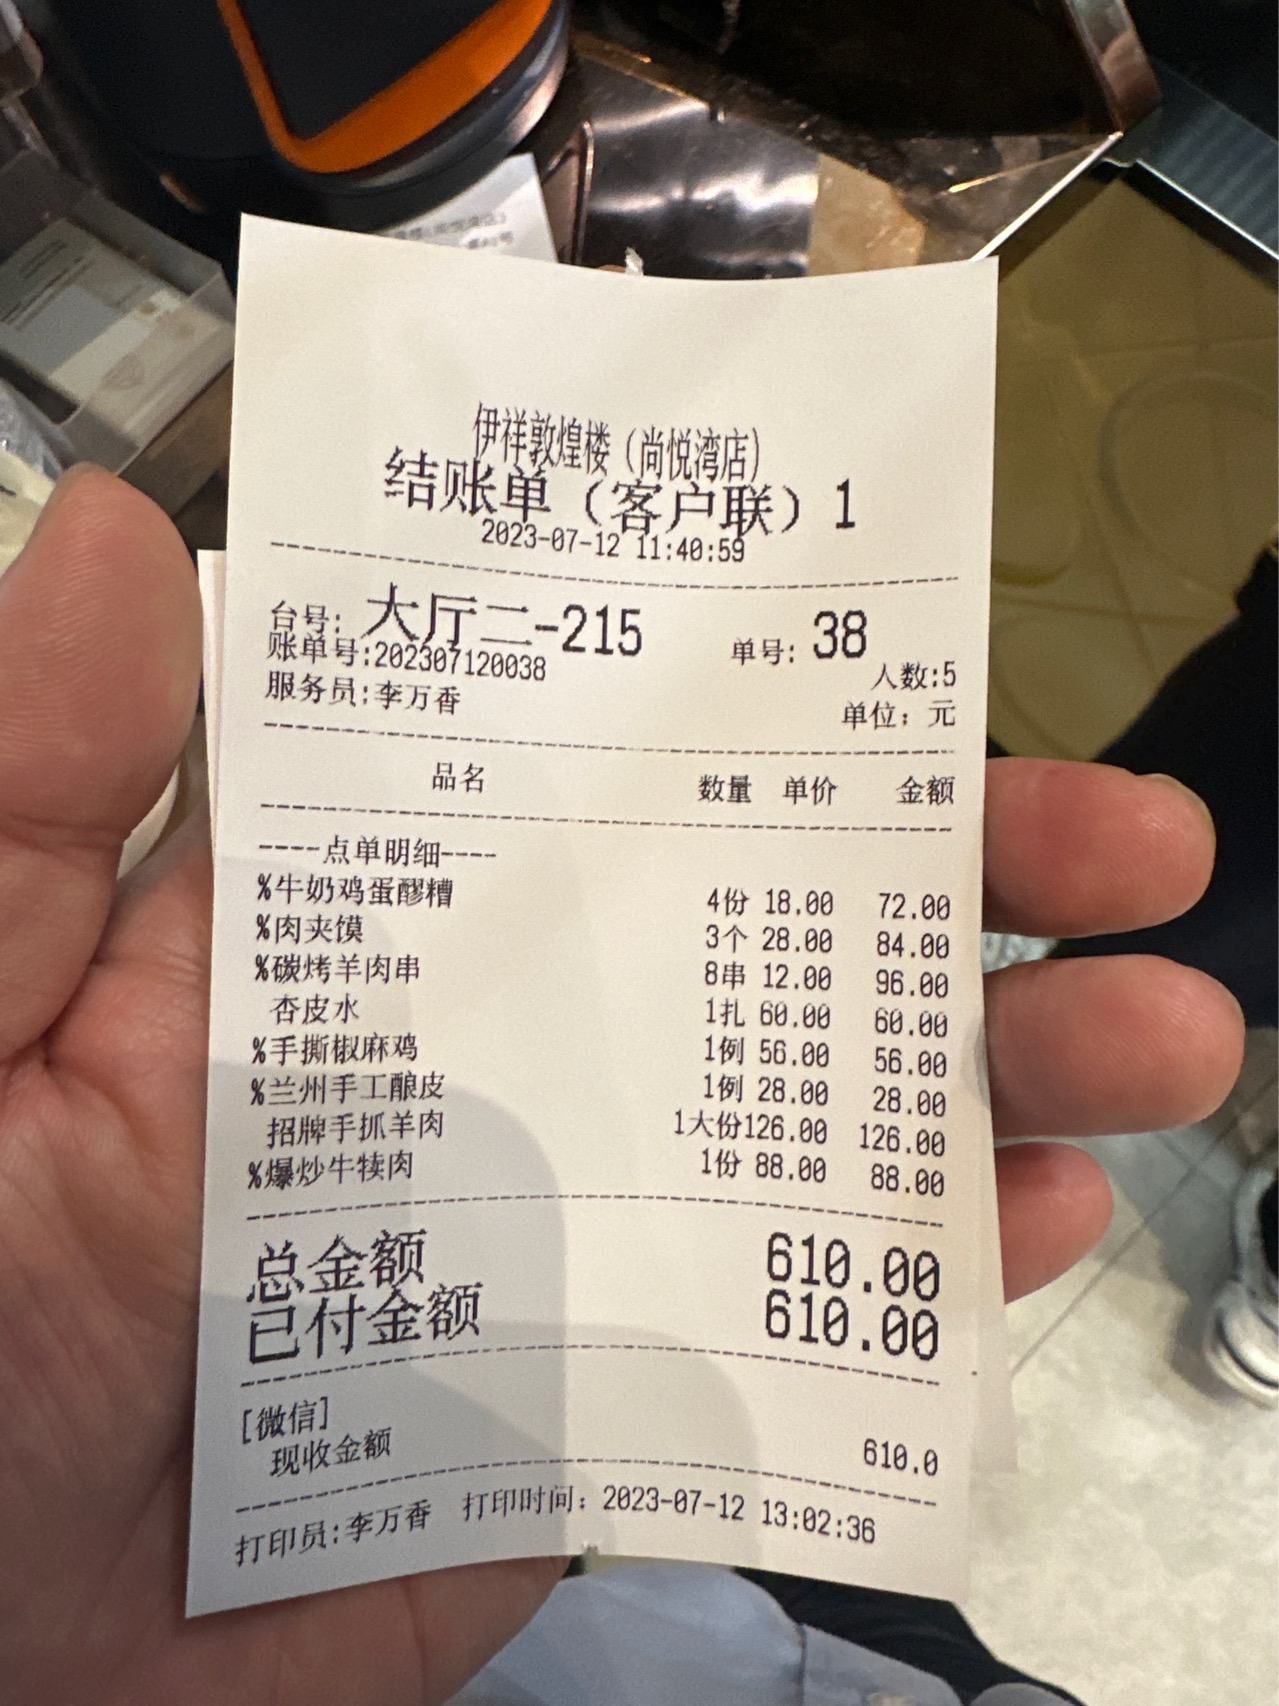 伊祥敦煌楼（尚悦湾店）
结账单（客户联）1
2023-07-12 11:40:59
台号: 大厅二-215 单号: 38
账单号:202307120038 人数:5
服务员:李万香 单位：元
品名 数量 单价 金额
----点单明细----
%牛奶鸡蛋醪糟 4份 18.00 72.00
%肉夹馍 3个 28.00 84.00
%碳烤羊肉串 8串 12.00 96.00
杏皮水 1扎 60.00 60.00
%手撕椒麻鸡 1例 56.00 56.00
%兰州手工酿皮 1例 28.00 28.00
招牌手抓羊肉 1大份126.00 126.00
%爆炒牛犊肉 1份 88.00 88.00
总金额 610.00
已付金额 610.00
[微信]
现收金额 610.0
打印员:李万香 打印时间：2023-07-12 13:02:36